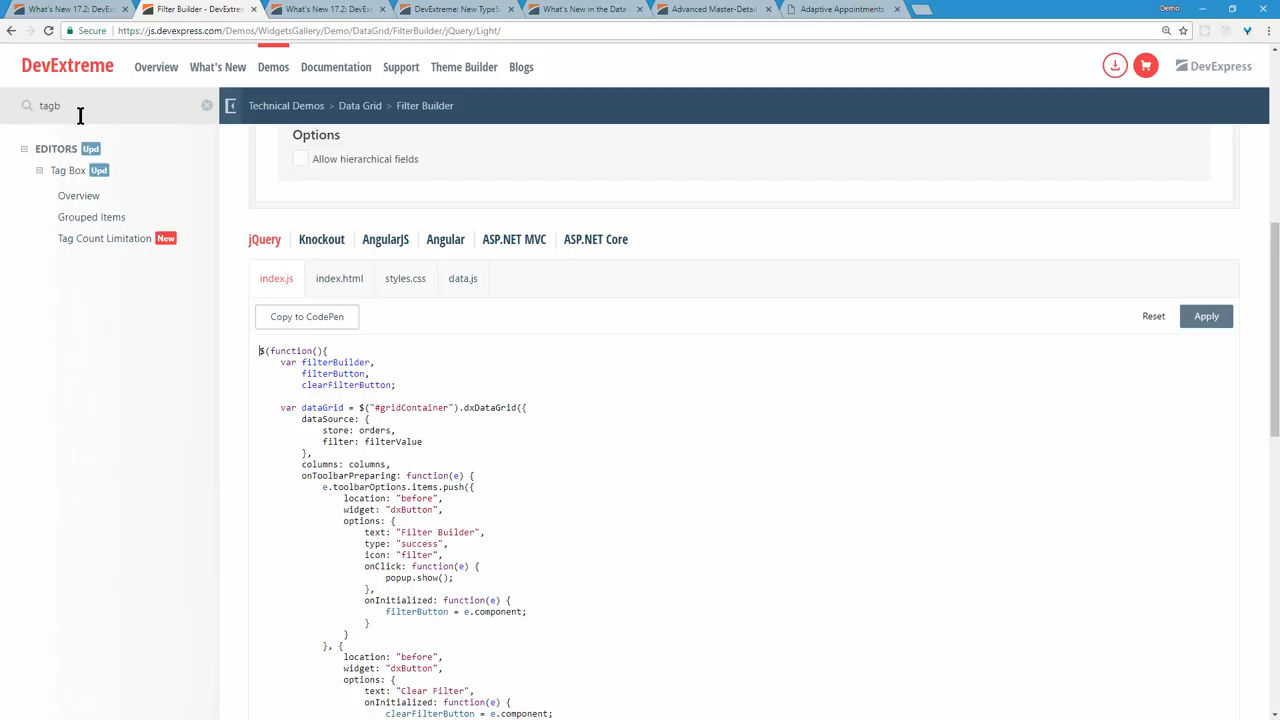 What's New 17.2: DevEx
Filter Builder - DevExtrem
What's New 17.2: DevEx
DevExtreme: New TypeS
What's New in the Data
Advanced Master-Detail
Adaptive Appointments
Demo
Secure
https://js.devexpress.com/Demos/WidgetsGallery/Demo/DataGrid/FilterBuilder/jQuery/Light/
DevExtreme
Overview
What's New
Demos
Documentation
Support
Theme Builder
Blogs
DevExpress
tagb
Technical Demos > Data Grid > Filter Builder
EDITORS Upd
Tag Box Upd
Overview
Grouped Items
Tag Count Limitation New
Options
Allow hierarchical fields
jQuery
Knockout
AngularJS
Angular
ASP.NET MVC
ASP.NET Core
index.js
index.html
styles.css
data.js
Copy to CodePen
Reset
Apply
$(function(){
var filterBuilder,
filterButton,
clearFilterButton;
var dataGrid = $("#gridContainer").dxDataGrid({
dataSource: {
store: orders,
filter: filterValue
},
columns: columns,
onToolbarPreparing: function(e) {
e.toolbarOptions.items.push({
location: "before",
widget: "dxButton",
options: {
text: "Filter Builder",
type: "success",
icon: "filter",
onClick: function(e) {
popup.show();
},
onInitialized: function(e) {
filterButton = e.component;
}
}
}, {
location: "before",
widget: "dxButton",
options: {
text: "Clear Filter",
onInitialized: function(e) {
clearFilterButton = e.component;